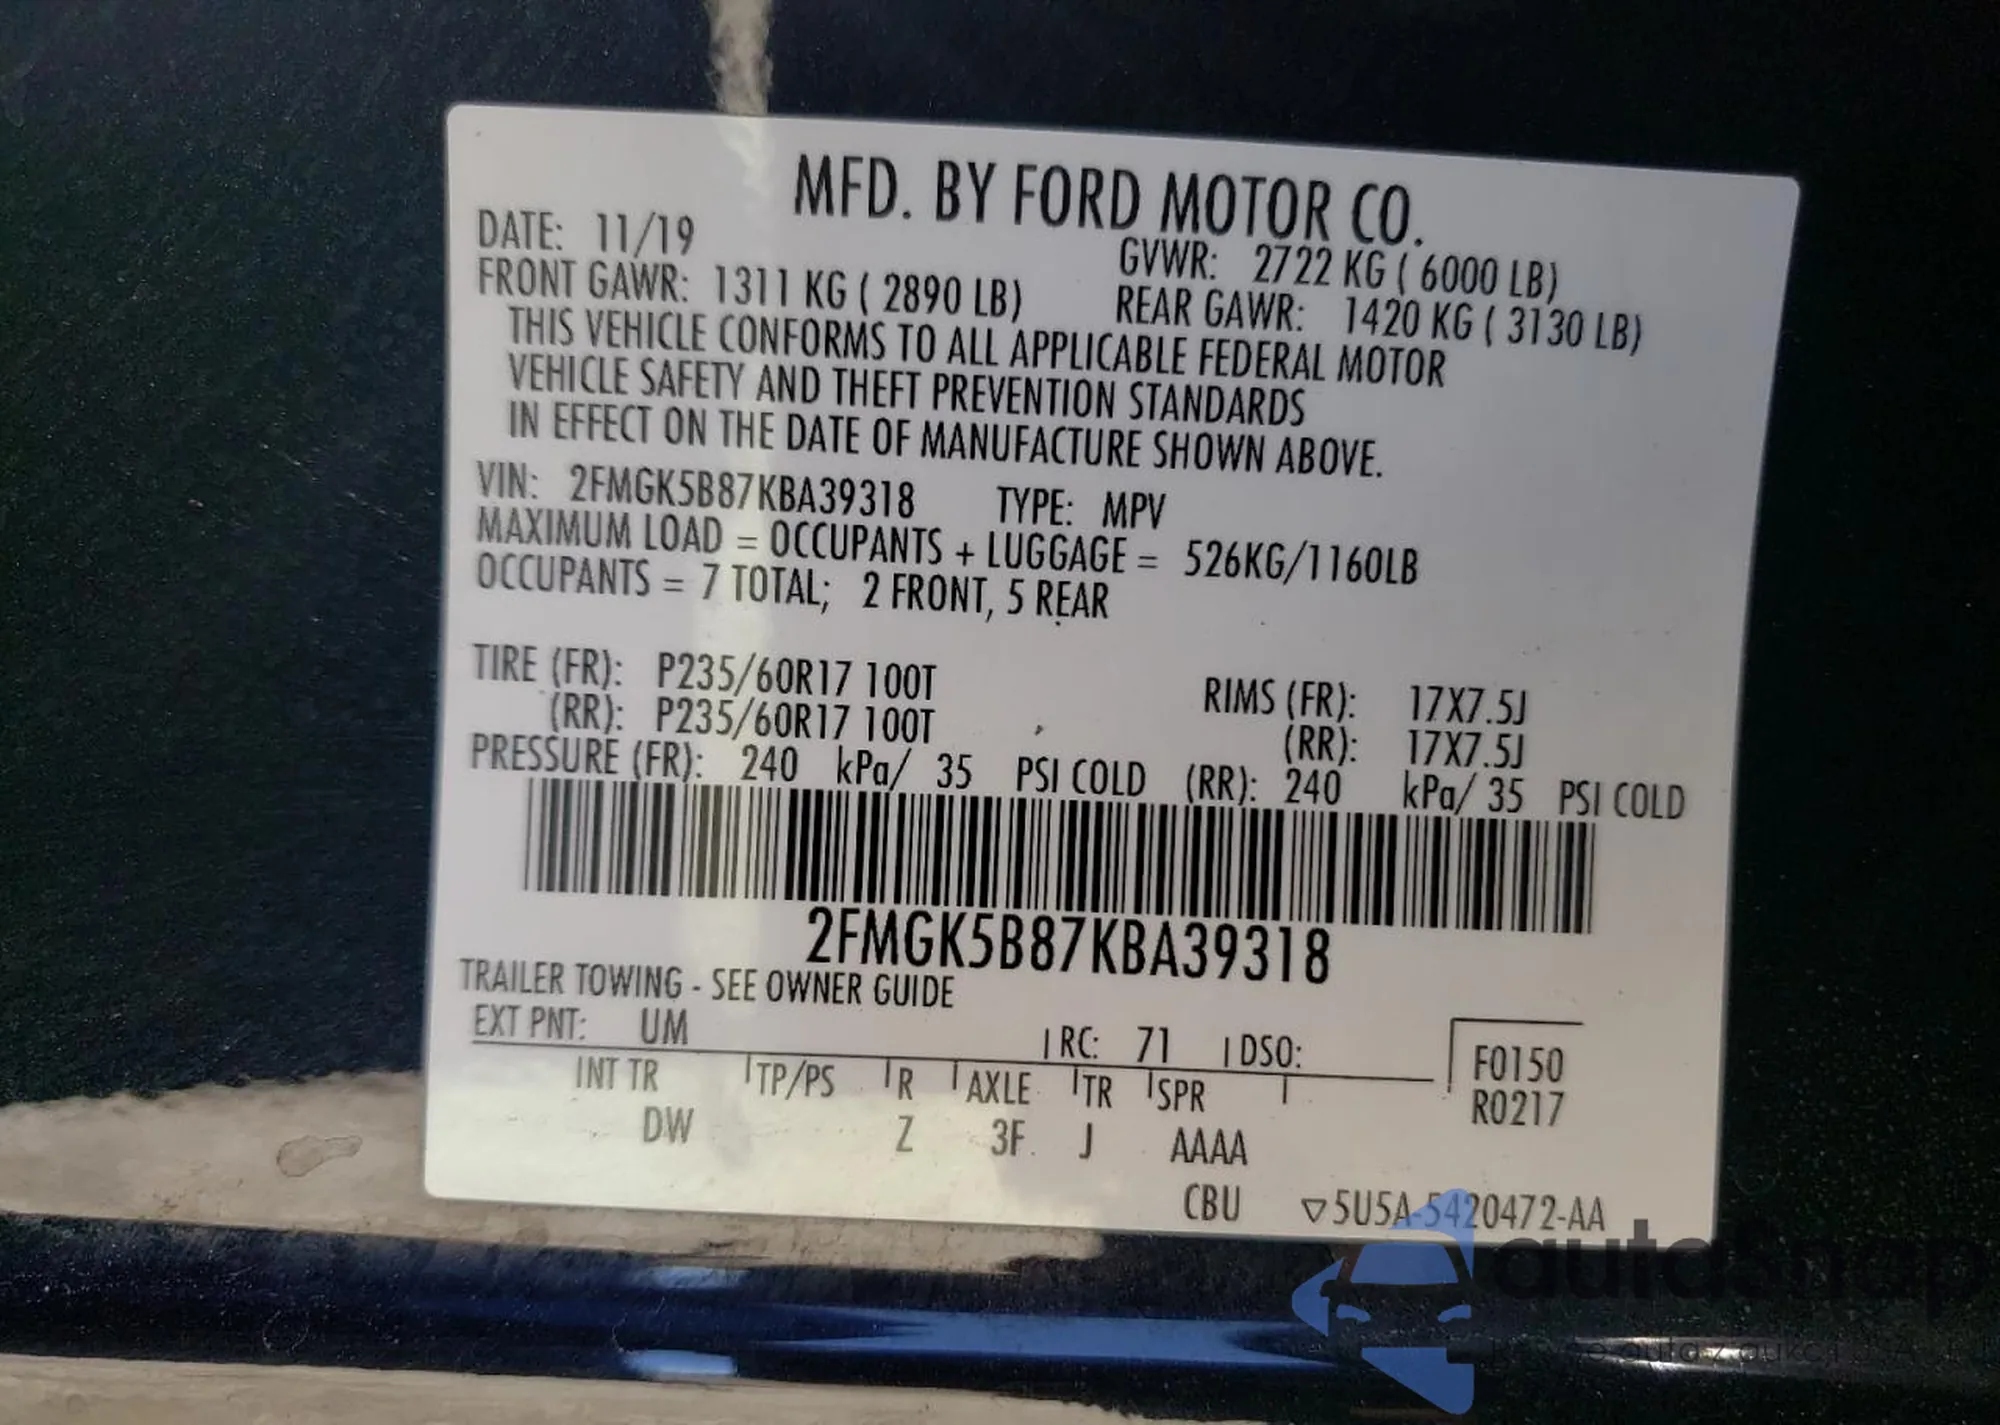 MFD. BY FORD MOTOR CO.
DATE: 11/19
GVWR: 2722 KG ( 6000 LB)
FRONT GAWR: 1311 KG ( 2890 LB)
REAR GAWR: 1420 KG ( 3130 LB)
THIS VEHICLE CONFORMS TO ALL APPLICABLE FEDERAL MOTOR
VEHICLE SAFETY AND THEFT PREVENTION STANDARDS
IN EFFECT ON THE DATE OF MANUFACTURE SHOWN ABOVE.
VIN: 2FMGK5B87KBA39318 TYPE: MPV
MAXIMUM LOAD = OCCUPANTS + LUGGAGE = 526KG/1160LB
OCCUPANTS = 7 TOTAL; 2 FRONT, 5 REAR
TIRE (FR): P235/60R17 100T RIMS (FR): 17X7.5J
(RR): P235/60R17 100T (RR): 17X7.5J
PRESSURE (FR): 240 kPa/ 35 PSI COLD (RR): 240 kPa/ 35 PSI COLD
2FMGK5B87KBA39318
TRAILER TOWING - SEE OWNER GUIDE
EXT PNT: UM RC: 71 DSO:
F0150
R0217
INT TR TP/PS R AXLE TR SPR
DW Z 3F J AAAA
CBU ▽5U5A-5420472-AA
autosnap